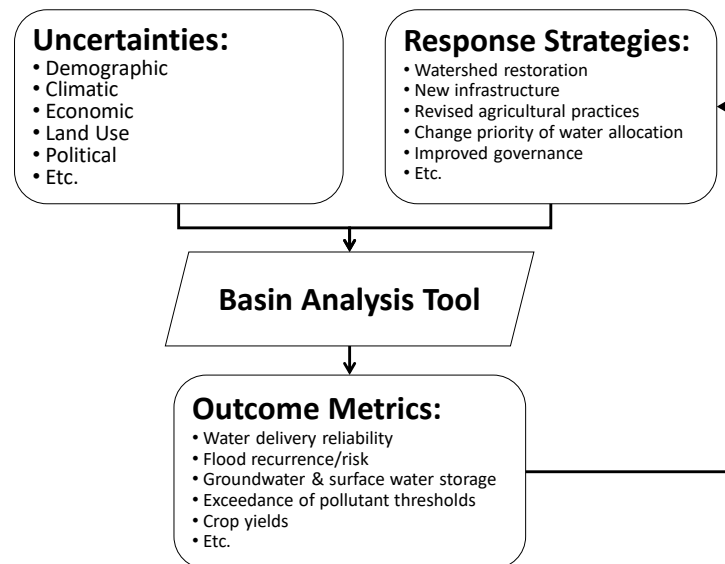 Uncertainties:
• Demographic
• Climatic
• Economic
• Land Use
• Political
• Etc.
Response Strategies:
• Watershed restoration
• New infrastructure
• Revised agricultural practices
• Change priority of water allocation
• Improved governance
• Etc.
Basin Analysis Tool
Outcome Metrics:
• Water delivery reliability
• Flood recurrence/risk
• Groundwater & surface water storage
• Exceedance of pollutant thresholds
• Crop yields
• Etc.